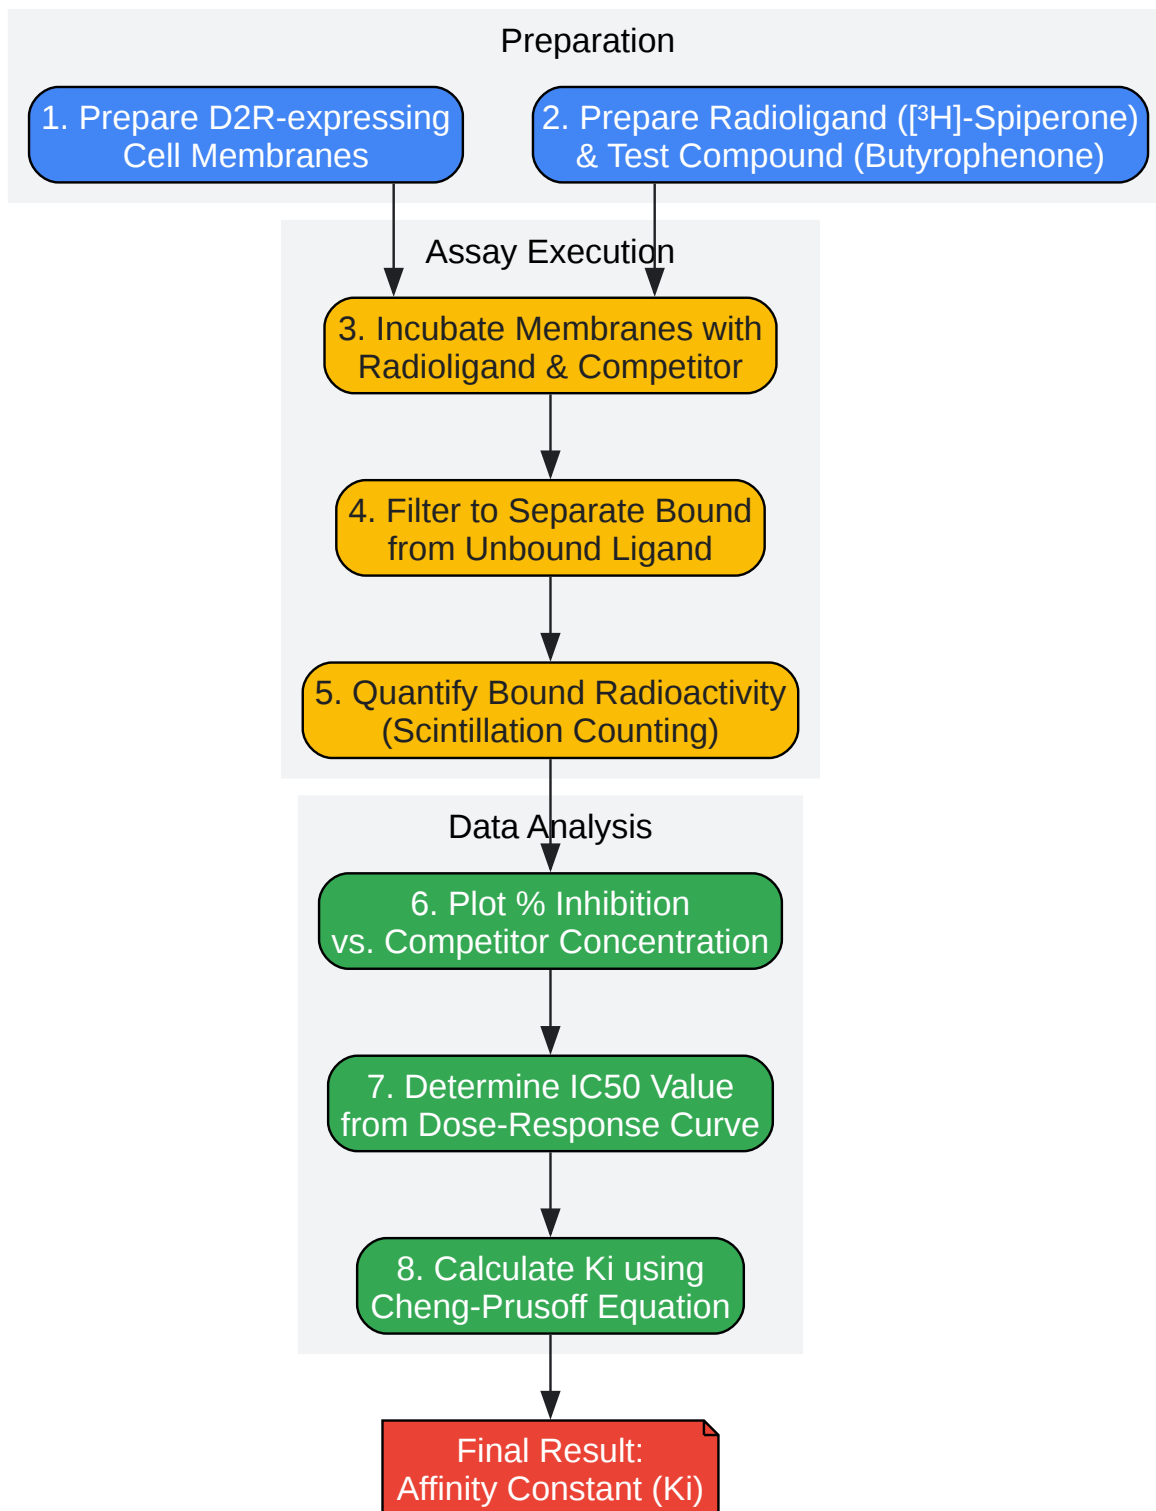 Preparation
1. Prepare D2R-expressing
Cell Membranes
2. Prepare Radioligand ([³H]-Spiperone)
& Test Compound (Butyrophenone)
Assay Execution
3. Incubate Membranes with
Radioligand & Competitor
4. Filter to Separate Bound
from Unbound Ligand
5. Quantify Bound Radioactivity
(Scintillation Counting)
Data Analysis
6. Plot % Inhibition
vs. Competitor Concentration
7. Determine IC50 Value
from Dose-Response Curve
8. Calculate Ki using
Cheng-Prusoff Equation
Final Result:
Affinity Constant (Ki)